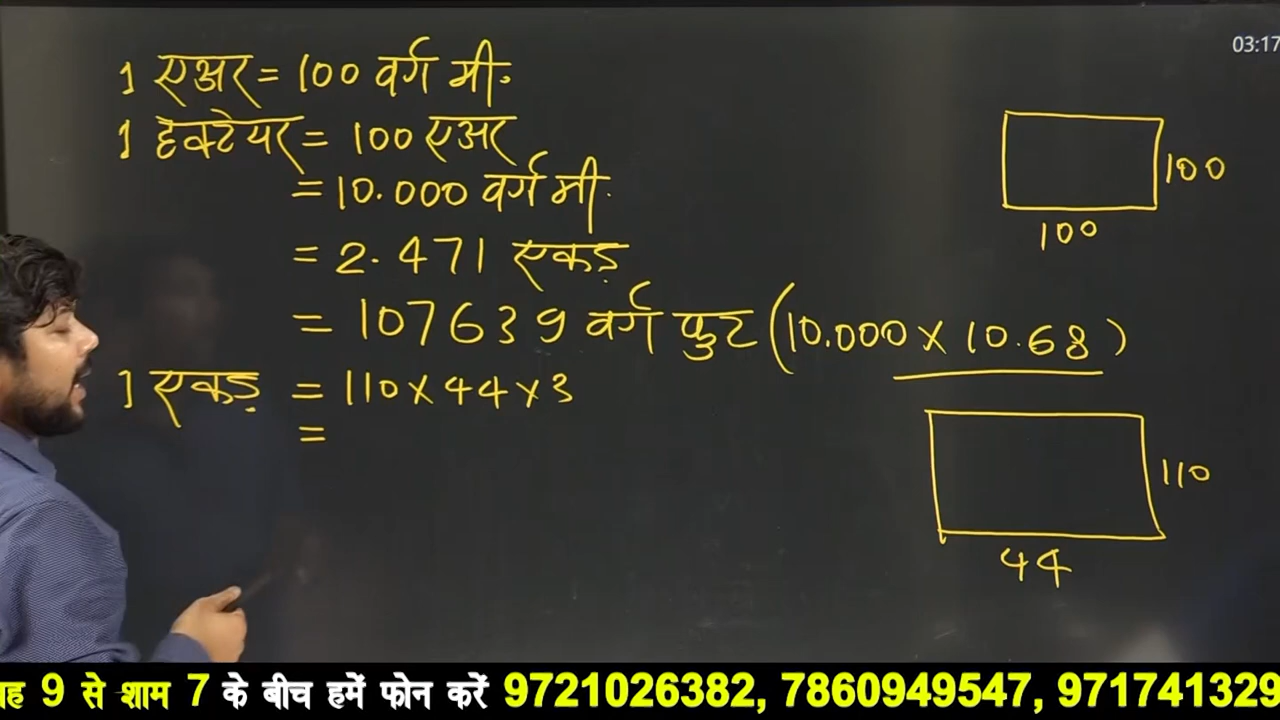 03:17
1 एअर = 100 वर्ग मी.
1 हेक्टेयर = 100 एअर
= 10.000 वर्ग मी.
= 2.471 एकड़
= 107639 वर्ग फुट (10.000 × 10.68)
1 एकड़ = 110 × 44 × 3
=
100
100
110
44
9 से शाम 7 के बीच हमें फोन करें 9721026382, 7860949547, 971741329